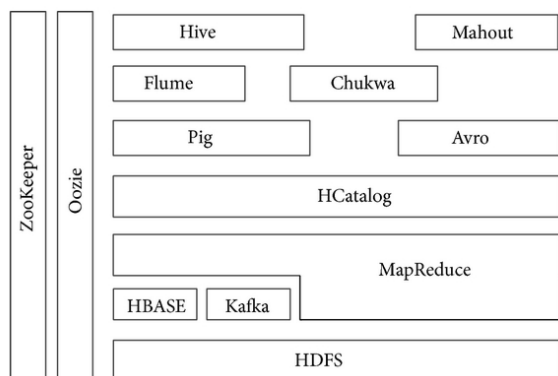 ZooKeeper
Oozie
Hive
Mahout
Flume
Chukwa
Pig
Avro
HCatalog
MapReduce
HBASE
Kafka
HDFS